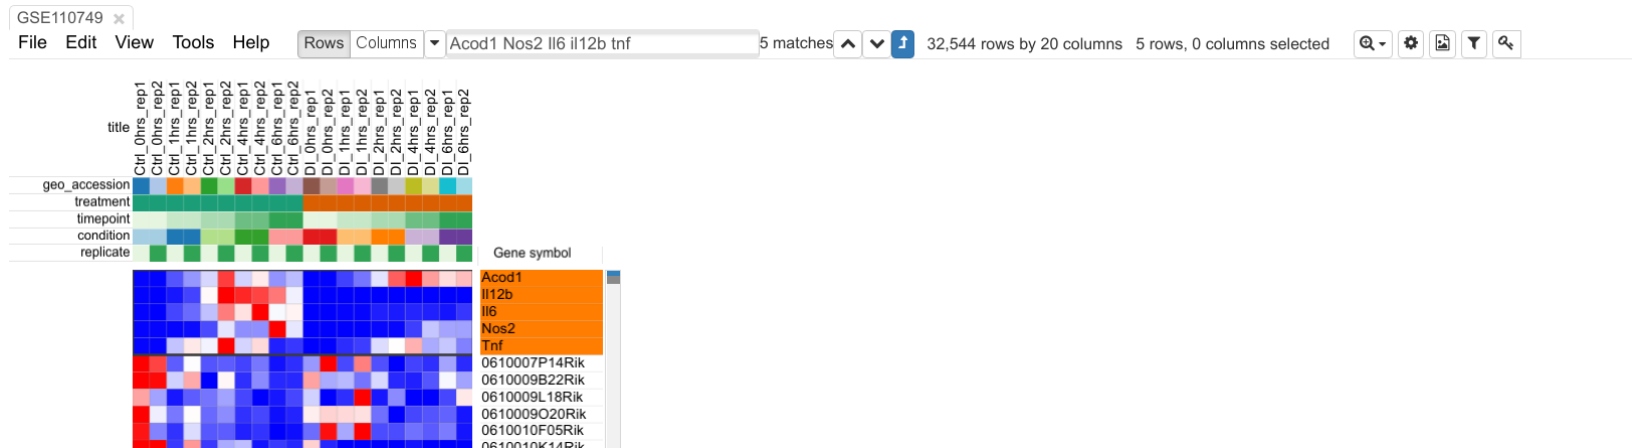 GSE110749 ×
File Edit View Tools Help Rows Columns Acod1 Nos2 Il6 il12b tnf 5 matches 32,544 rows by 20 columns 5 rows, 0 columns selected
title
Ctrl_0hrs_rep1
Ctrl_0hrs_rep2
Ctrl_1hrs_rep1
Ctrl_1hrs_rep2
Ctrl_2hrs_rep1
Ctrl_2hrs_rep2
Ctrl_4hrs_rep1
Ctrl_4hrs_rep2
Ctrl_6hrs_rep1
Ctrl_6hrs_rep2
DI_0hrs_rep1
DI_0hrs_rep2
DI_1hrs_rep1
DI_1hrs_rep2
DI_2hrs_rep1
DI_2hrs_rep2
DI_4hrs_rep1
DI_4hrs_rep2
DI_6hrs_rep1
DI_6hrs_rep2
geo_accession
treatment
timepoint
condition
replicate
Gene symbol
Acod1
Il12b
Il6
Nos2
Tnf
0610007P14Rik
0610009B22Rik
0610009L18Rik
0610009O20Rik
0610010F05Rik
0610010K14Rik